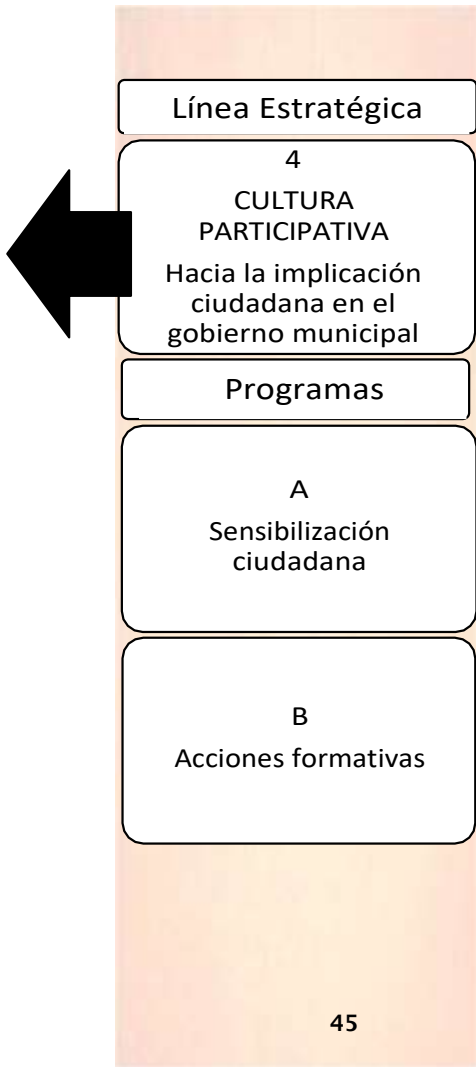 Línea Estratégica
4
CULTURA
PARTICIPATIVA
Hacia la implicación
ciudadana en el
gobierno municipal
Programas
A
Sensibilización
ciudadana
B
Acciones formativas
45